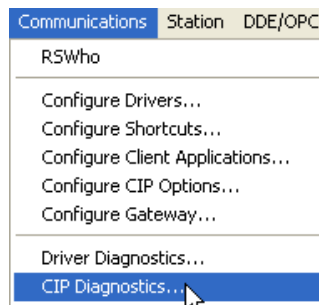 Communications Station DDE/OPC
RSWho
Configure Drivers...
Configure Shortcuts...
Configure Client Applications...
Configure CIP Options...
Configure Gateway...
Driver Diagnostics...
CIP Diagnostics...